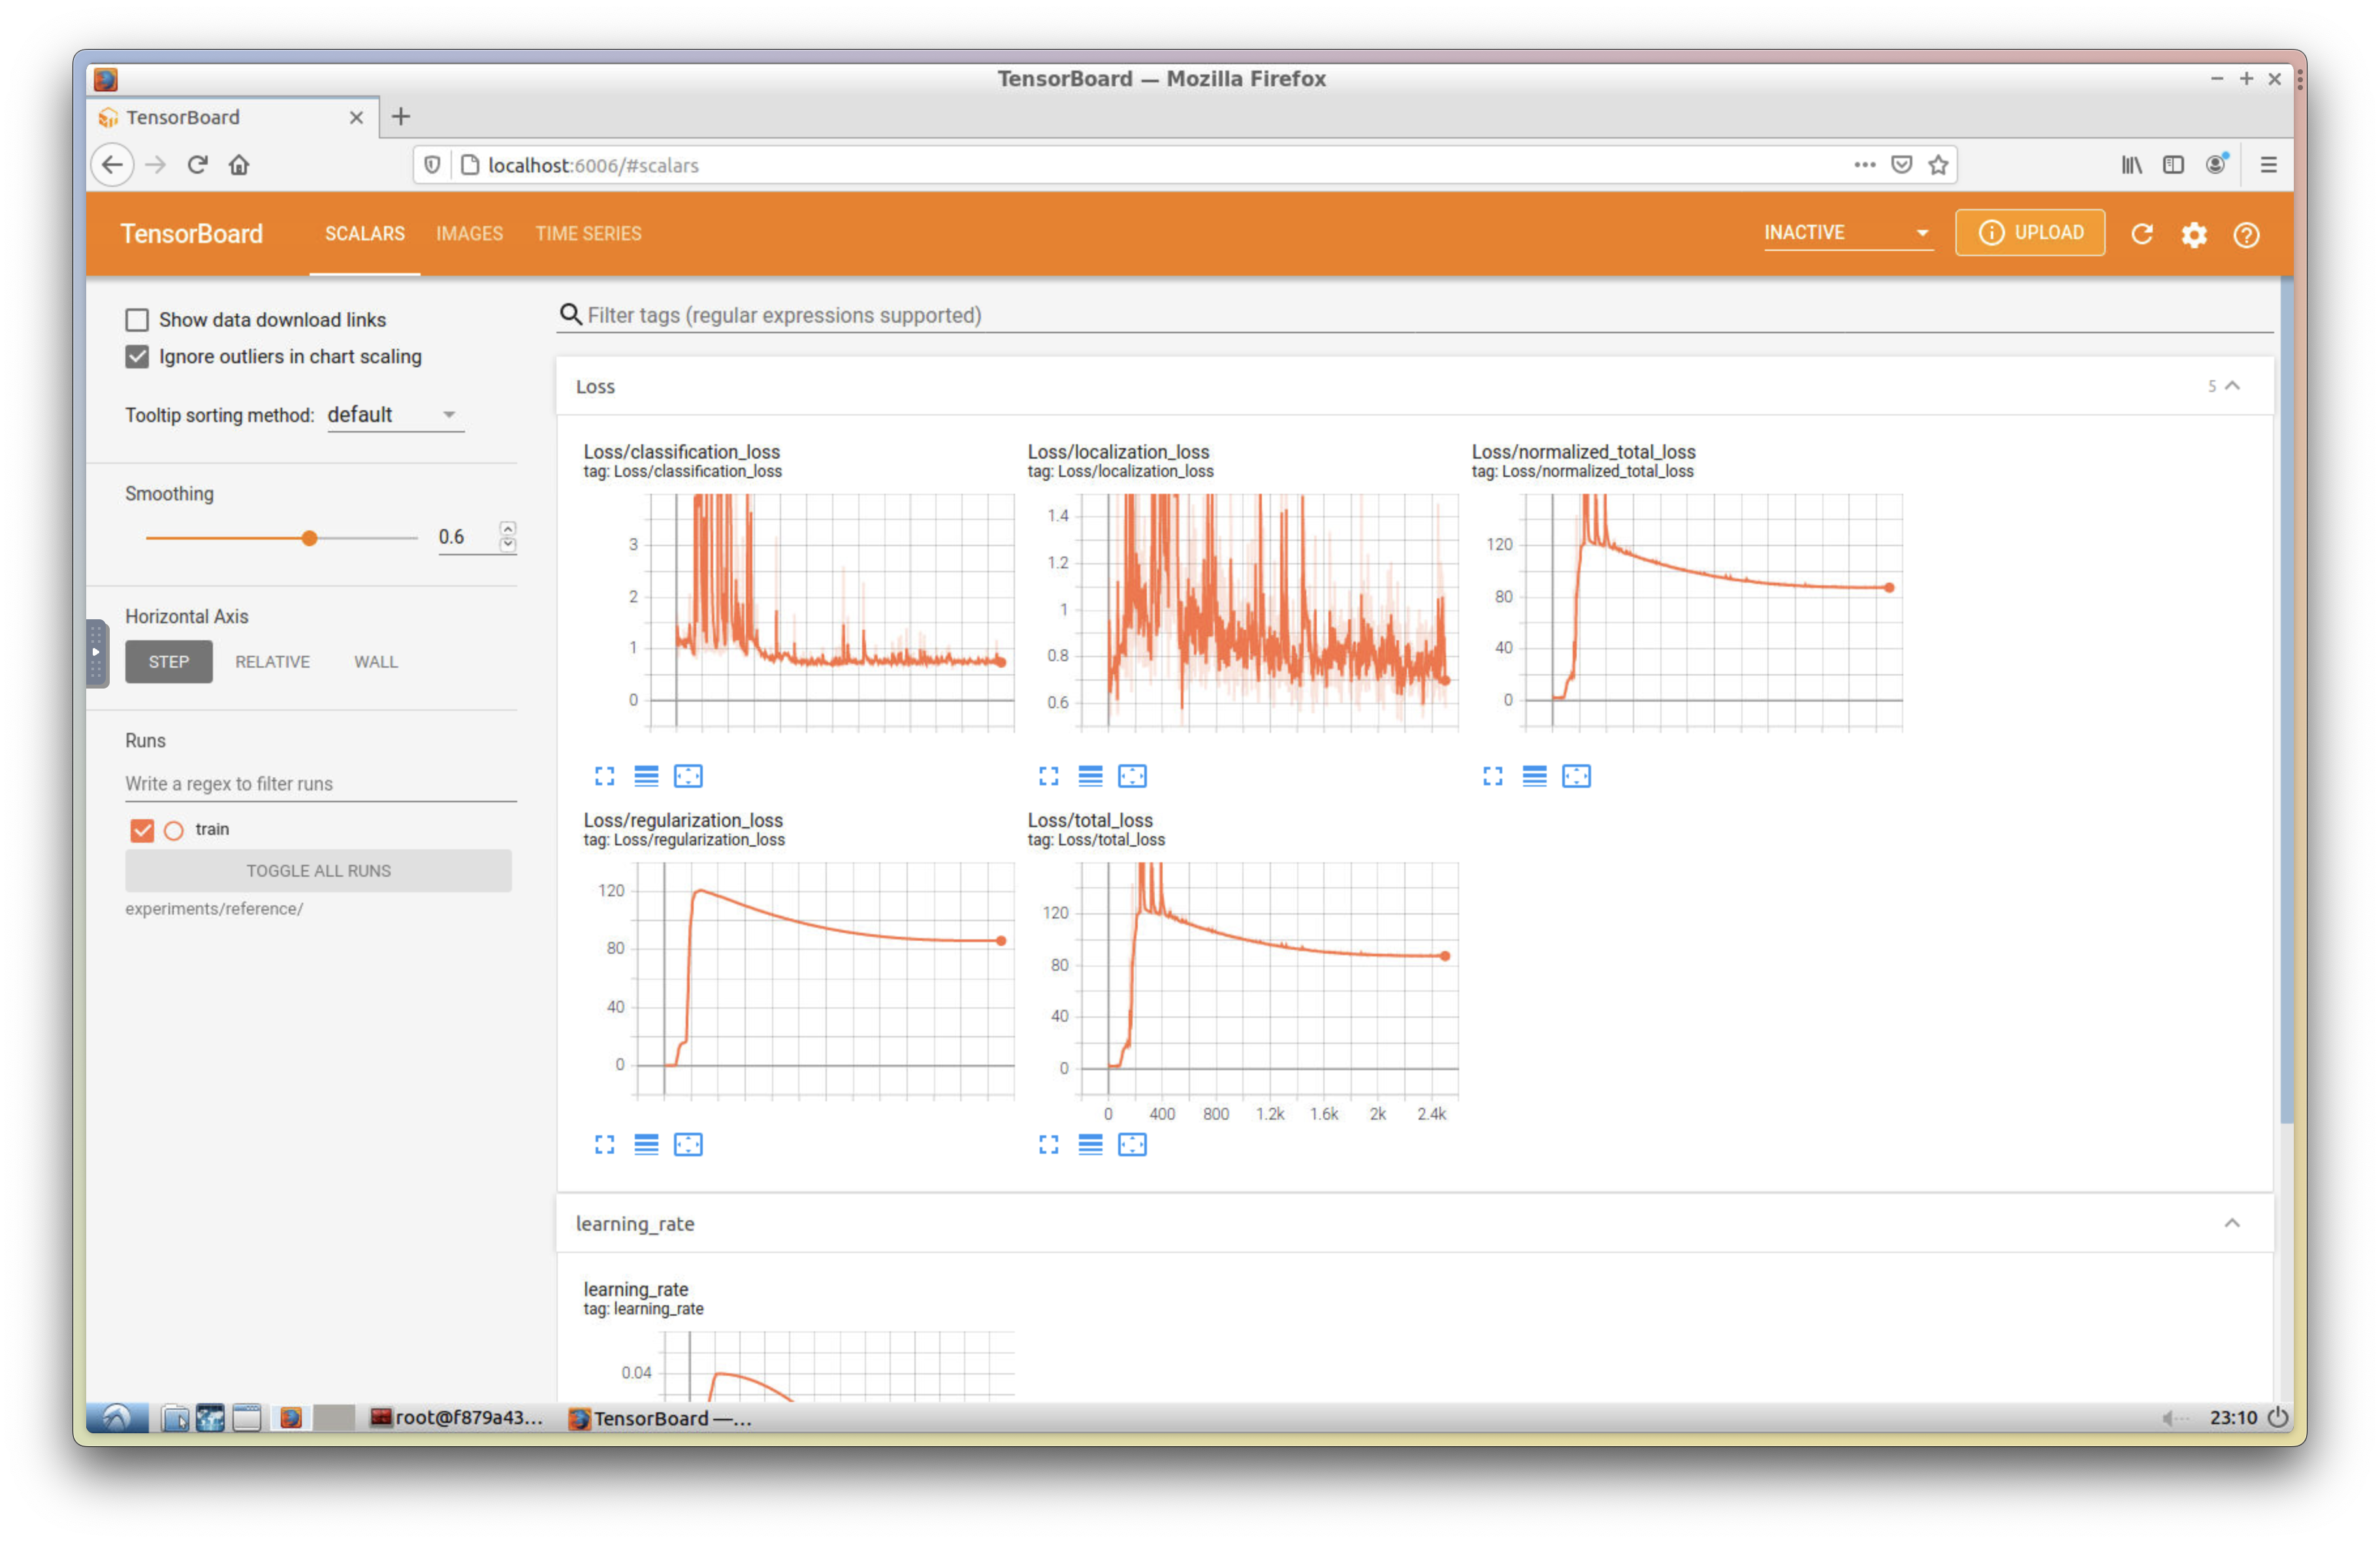 TensorBoard — Mozilla Firefox
TensorBoard
localhost:6006/#scalars
TensorBoard SCALARS IMAGES TIME SERIES INACTIVE UPLOAD
Show data download links
Ignore outliers in chart scaling
Tooltip sorting method: default
Smoothing
0.6
Horizontal Axis
STEP RELATIVE WALL
Runs
Write a regex to filter runs
train
TOGGLE ALL RUNS
experiments/reference/
Filter tags (regular expressions supported)
Loss 5
Loss/classification_loss
tag: Loss/classification_loss
3
2
1
0
Loss/localization_loss
tag: Loss/localization_loss
1.4
1.2
1
0.8
0.6
Loss/normalized_total_loss
tag: Loss/normalized_total_loss
120
80
40
0
Loss/regularization_loss
tag: Loss/regularization_loss
120
80
40
0
Loss/total_loss
tag: Loss/total_loss
120
80
40
0
0 400 800 1.2k 1.6k 2k 2.4k
learning_rate
learning_rate
tag: learning_rate
0.04
root@f879a43... TensorBoard —... 23:10